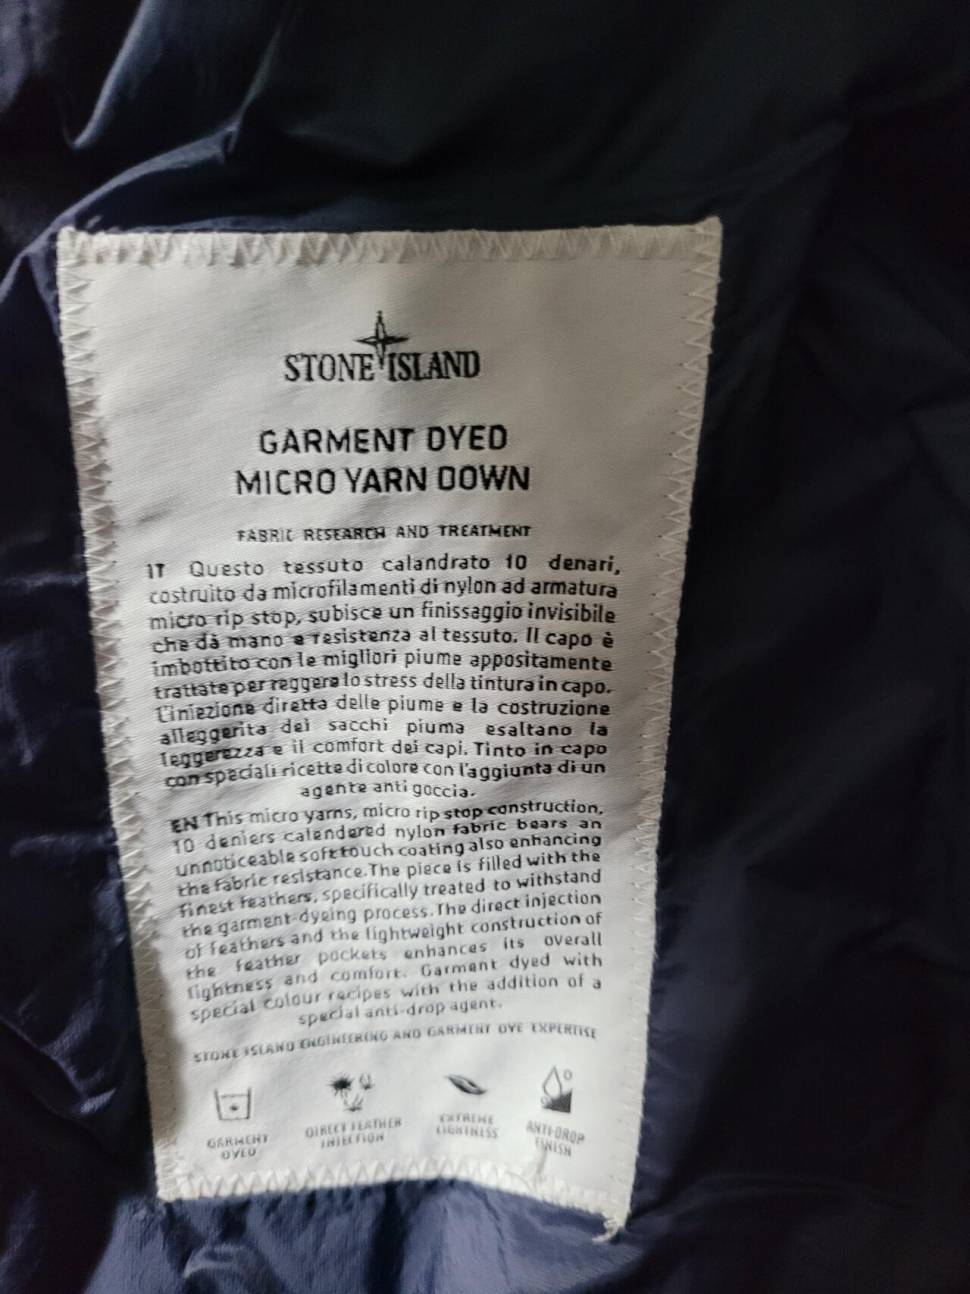 STONE ISLAND
GARMENT DYED
MICRO YARN DOWN
FABRIC RESEARCH AND TREATMENT
IT Questo tessuto calandrato 10 denari,
costruito da microfilamenti di nylon ad armatura
micro rip stop, subisce un finissaggio invisibile
che dà mano e resistenza al tessuto. Il capo è
imbottito con le migliori piume appositamente
trattate per reggere lo stress della tintura in capo.
L'iniezione diretta delle piume e la costruzione
alleggerita dei sacchi piuma esaltano la
leggerezza e il comfort dei capi. Tinto in capo
con speciali ricette di colore con l'aggiunta di un
agente anti goccia.
EN This micro yarns, micro rip stop construction,
10 deniers calendered nylon fabric bears an
unnoticeable soft touch coating also enhancing
the fabric resistance.The piece is filled with the
finest feathers, specifically treated to withstand
the garment-dyeing process.The direct injection
of feathers and the lightweight construction of
the feather pockets enhances its overall
lightness and comfort. Garment dyed with
special colour recipes with the addition of a
special anti-drop agent.
STONE ISLAND ENGINEERING AND GARMENT DYE EXPERTISE
GARMENT DYED
DIRECT FEATHER INJECTION
EXTREME LIGHTNESS
ANTI-DROP FINISH